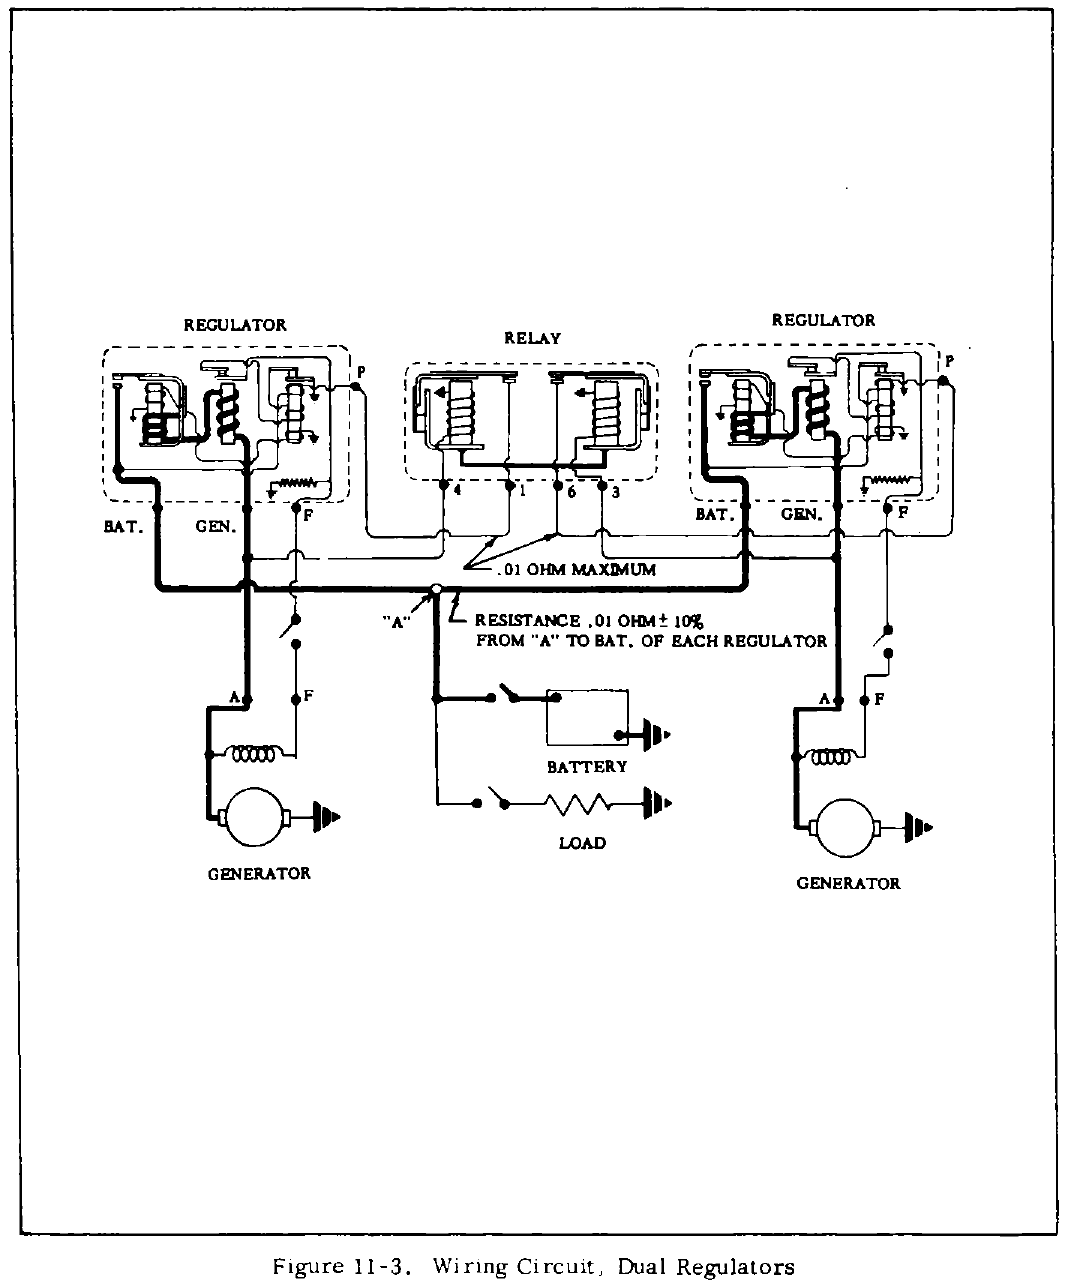 REGULATOR
RELAY
REGULATOR
P
P
4
1
6
3
BAT.
GEN.
F
BAT.
GEN.
F
.01 OHM MAXIMUM
"A"
RESISTANCE .01 OHM ± 10%
FROM "A" TO BAT. OF EACH REGULATOR
A
F
A
F
BATTERY
LOAD
GENERATOR
GENERATOR
Figure 11-3. Wiring Circuit, Dual Regulators